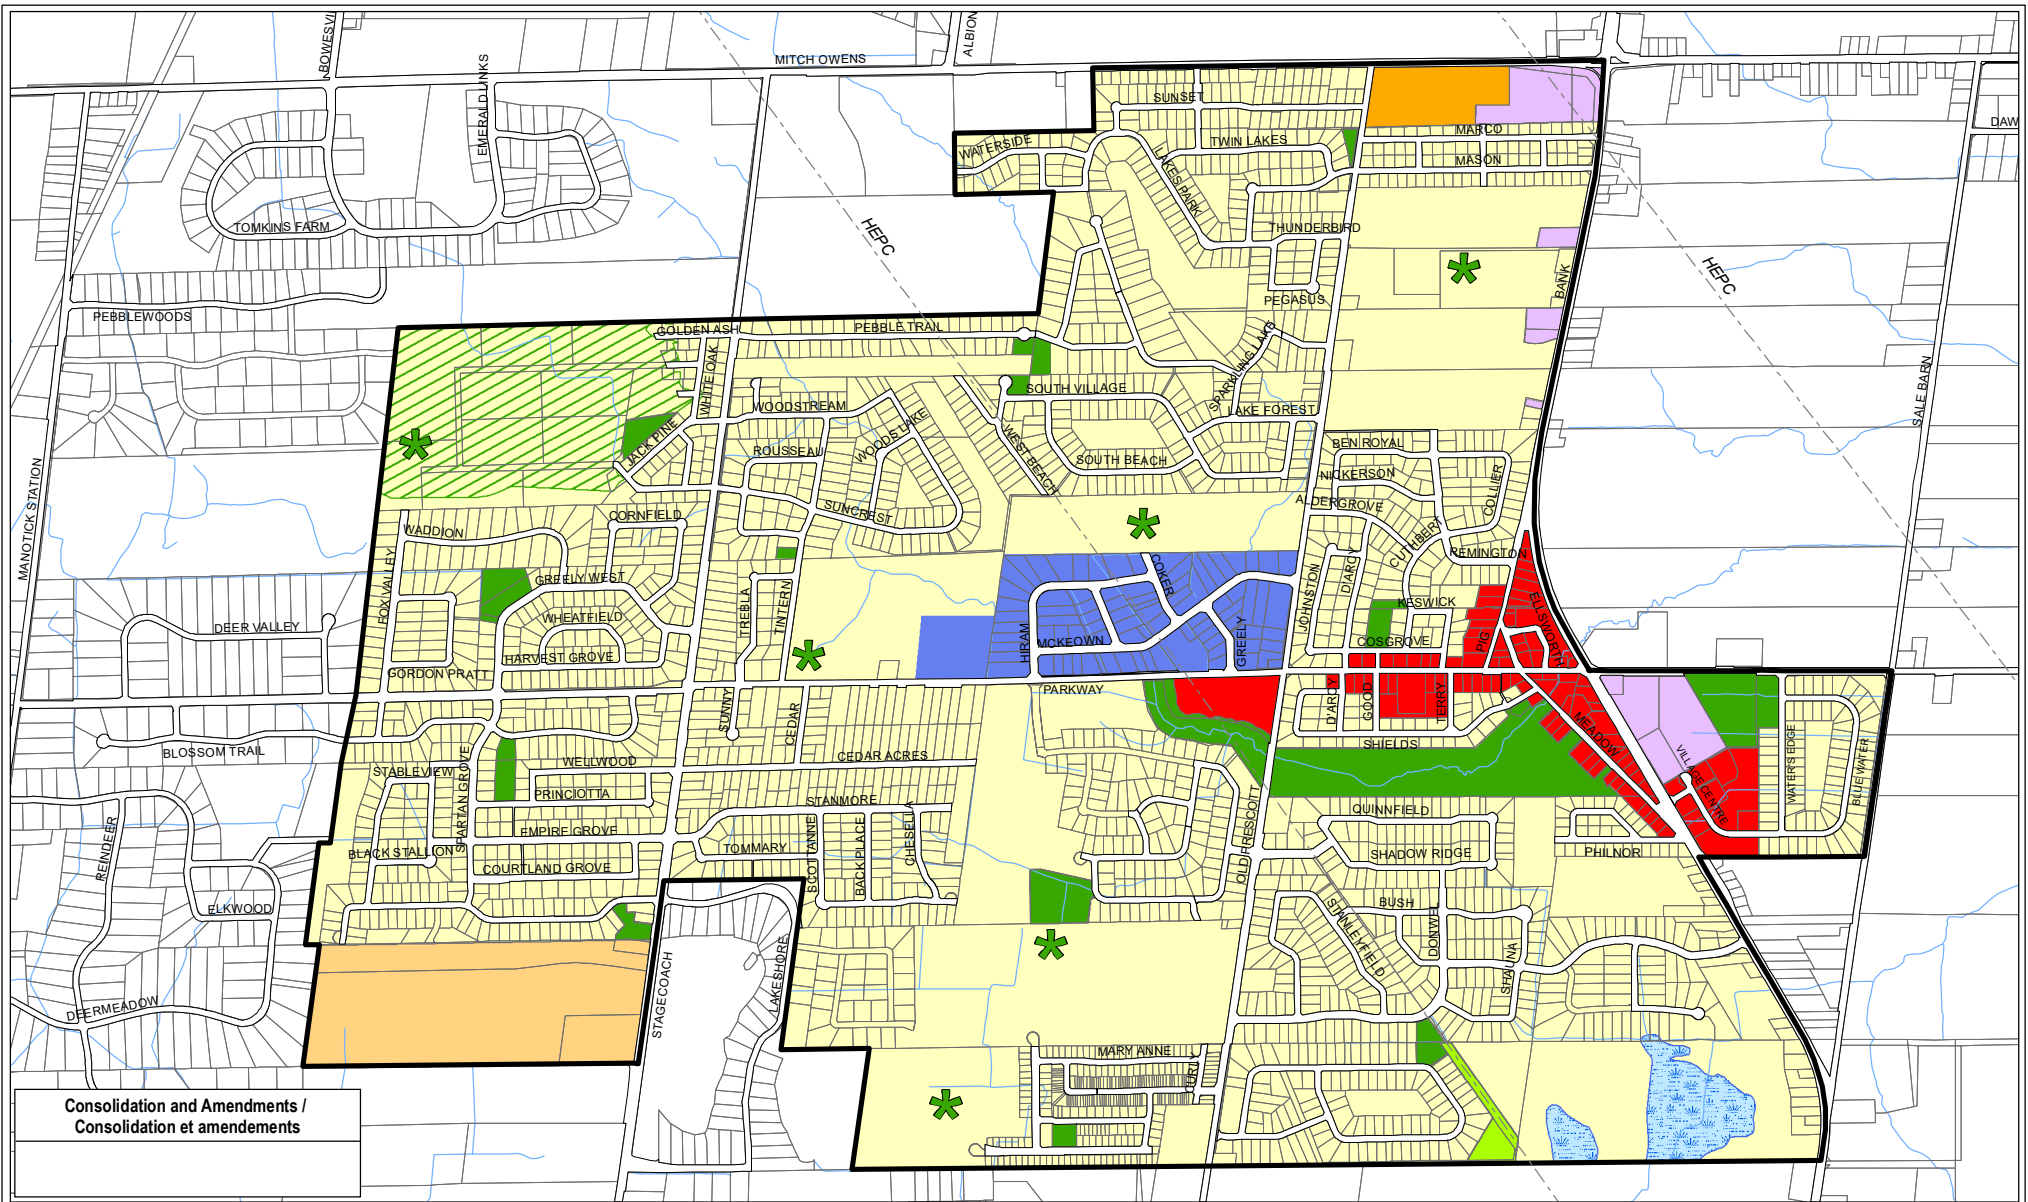 BOWESVI
ALBION
MITCH OWENS
EMERALD LINKS
SUNSET
MARCO
DAW
WATERSIDE
TWIN LAKES
MASON
LAKES PARK
TOMKINS FARM
HEPC
THUNDERBIRD
HEPC
BANK
PEGASUS
PEBBLEWOODS
GOLDEN ASH
PEBBLE TRAIL
SPARKLING LAKE
WHITE OAK
SOUTH VILLAGE
SALE BARN
WOODSTREAM
WOODS LAKE
LAKE FOREST
JACK PINE
ROUSSEAU
WEST BEACH
SOUTH BEACH
BEN ROYAL
NICKERSON
COLLIER
MANOTICK STATION
SUNCREST
ALDERGROVE
CORNFIELD
WADDION
CUTHBERT
REMINGTON
FOX VALLEY
GREELY WEST
COKER
D'ARCY
TREBLA
TINTERN
JOHNSTON
KESWICK
ELLSWORTH
WHEATFIELD
DEER VALLEY
HIRAM
MCKEOWN
GREELY
COSGROVE
PIG
HARVEST GROVE
GORDON PRATT
PARKWAY
SUNNY
CEDAR
D'ARCY
GOOD
TERRY
MEADOW
BLOSSOM TRAIL
SHIELDS
CEDAR ACRES
VILLAGE CENTRE
WATER'S EDGE
BLUEWATER
STABLEVIEW
SPARTAN GROVE
WELLWOOD
PRINCIOTTA
STANMORE
QUINNFIELD
OLD PRESCOTT
REINDEER
EMPIRE GROVE
BLACK STALLION
COURTLAND GROVE
TOMMARY
SCOTTANNE
BACK PLACE
CHESELIA
SHADOW RIDGE
PHILNOR
ELKWOOD
BUSH
STANLEYFIELD
DONWEL
SHAUNA
STAGECOACH
LAKESHORE
DEERMEADOW
MARY ANNE
CURLY
Consolidation and Amendments /
Consolidation et amendements